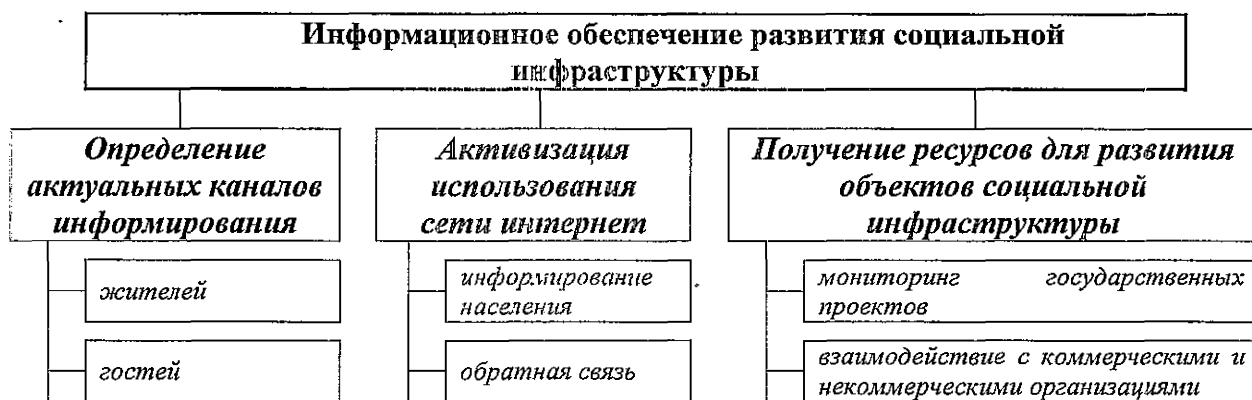 Информационное обеспечение развития социальной
инфраструктуры
Определение
актуальных каналов
информирования
Активизация
использования
сети интернет
Получение ресурсов для развития
объектов социальной
инфраструктуры
жителей
информирование
населения
мониторинг государственных
проектов
гостей
обратная связь
взаимодействие с коммерческими и
некоммерческими организациями